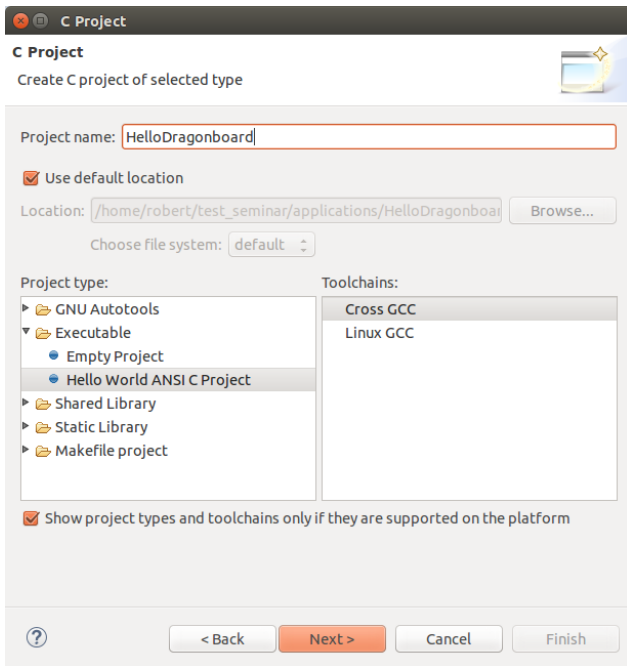 C Project
C Project
Create C project of selected type
Project name: HelloDragonboard
Use default location
Location: /home/robert/test_seminar/applications/HelloDragonboar Browse...
Choose file system: default
Project type: Toolchains:
GNU Autotools Cross GCC
Executable Linux GCC
Empty Project
Hello World ANSI C Project
Shared Library
Static Library
Makefile project
Show project types and toolchains only if they are supported on the platform
? < Back Next > Cancel Finish